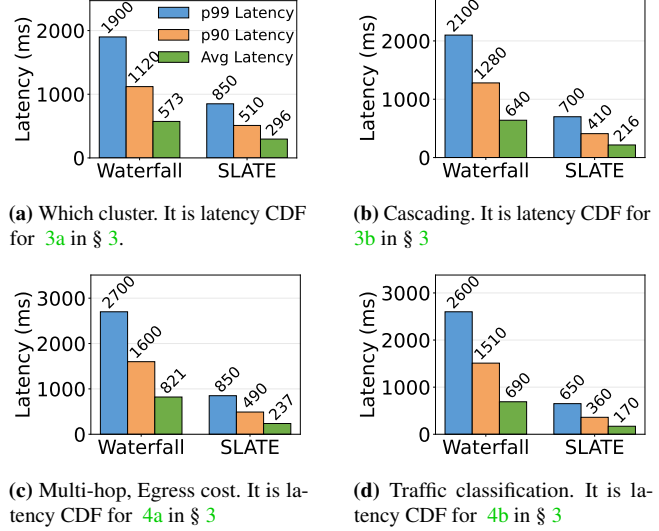 p99 Latency
p90 Latency
Avg Latency
Latency (ms)
2000
1000
0
1900
1120
573
850
510
296
Waterfall SLATE
(a) Which cluster. It is latency CDF
for 3a in § 3.
Latency (ms)
2000
1000
0
2100
1280
640
700
410
216
Waterfall SLATE
(b) Cascading. It is latency CDF for
3b in § 3
Latency (ms)
3000
2000
1000
0
2700
1600
821
850
490
237
Waterfall SLATE
(c) Multi-hop, Egress cost. It is la-
tency CDF for 4a in § 3
Latency (ms)
3000
2000
1000
0
2600
1510
690
650
360
170
Waterfall SLATE
(d) Traffic classification. It is la-
tency CDF for 4b in § 3